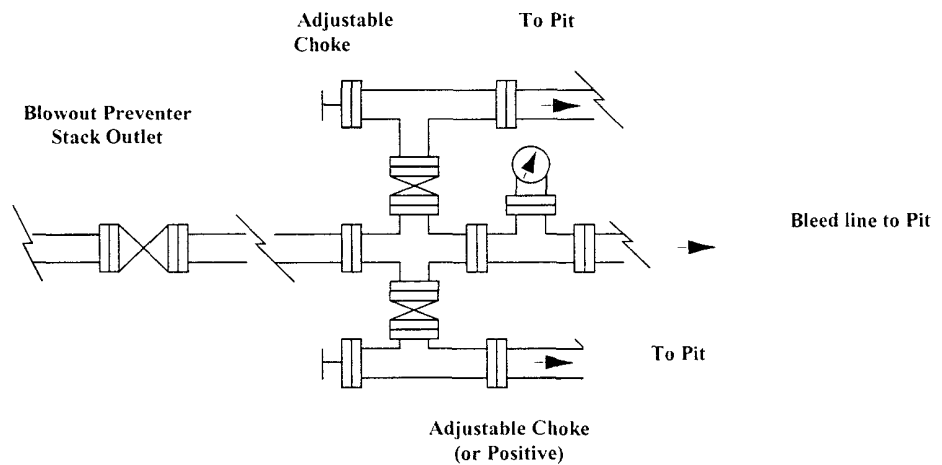 Adjustable
Choke
To Pit
Blowout Preventer
Stack Outlet
Bleed line to Pit
To Pit
Adjustable Choke
(or Positive)